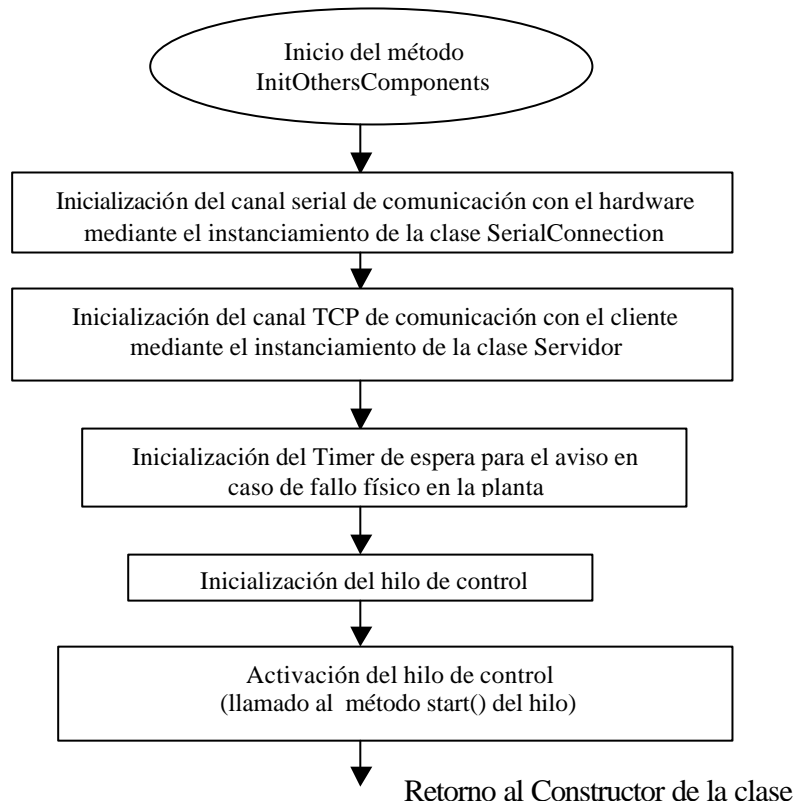 Inicio del método
InitOthersComponents
Inicialización del canal serial de comunicación con el hardware
mediante el instanciamiento de la clase SerialConnection
Inicialización del canal TCP de comunicación con el cliente
mediante el instanciamiento de la clase Servidor
Inicialización del Timer de espera para el aviso en
caso de fallo físico en la planta
Inicialización del hilo de control
Activación del hilo de control
(llamado al método start() del hilo)
Retorno al Constructor de la clase